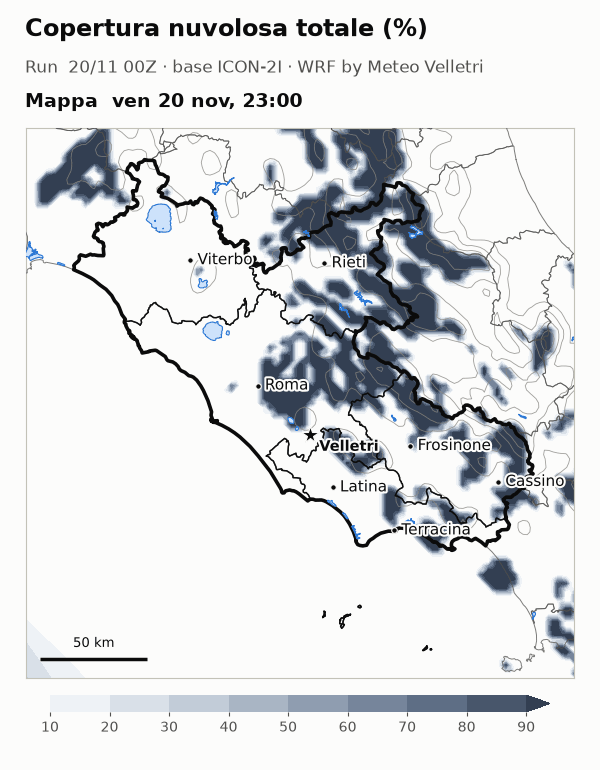 Copertura nuvolosa totale (%)
Run  20/11 00Z · base ICON-2I · WRF by Meteo Velletri
Mappa  ven 20 nov, 23:00
Viterbo
Rieti
Roma
Velletri
Frosinone
Latina
Cassino
Terracina
50 km
10 20 30 40 50 60 70 80 90